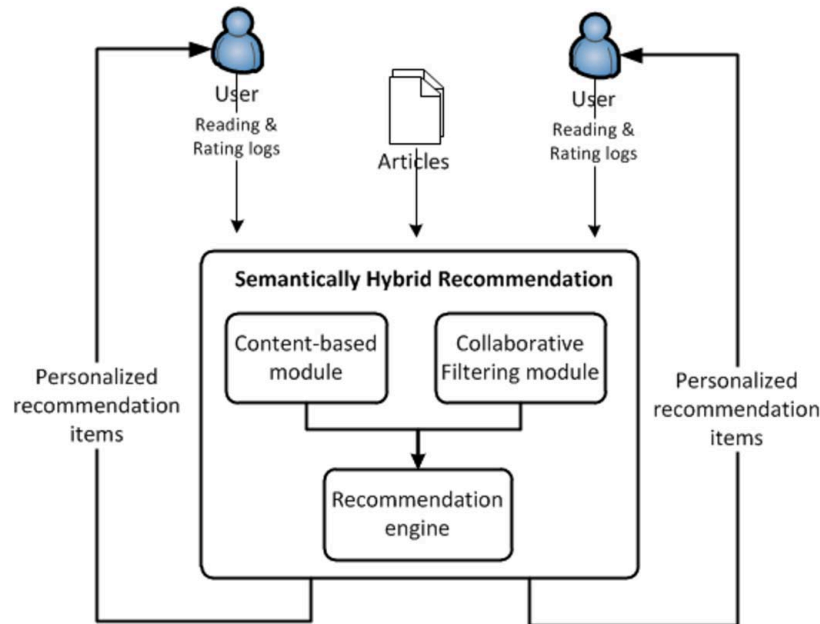 User
Reading &
Rating logs
Articles
User
Reading &
Rating logs
Semantically Hybrid Recommendation
Content-based
module
Collaborative
Filtering module
Recommendation
engine
Personalized
recommendation
items
Personalized
recommendation
items